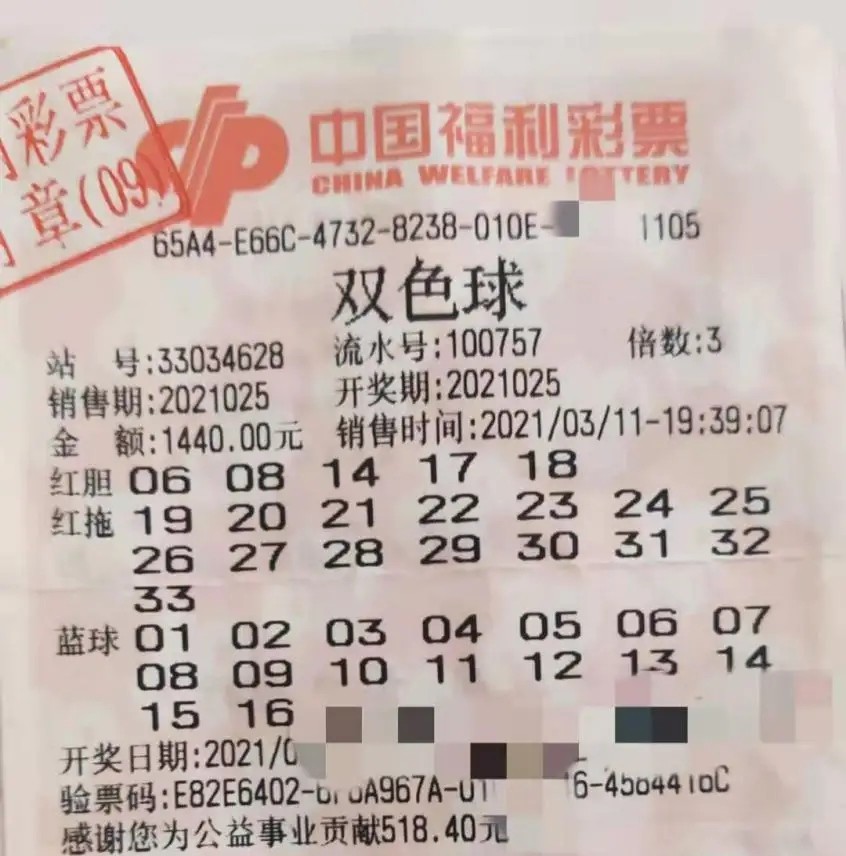 彩票
章(09)
中国福利彩票
CHINA WELFARE LOTTERY
65A4-E66C-4732-8238-010E- 1105
双色球
站 号:33034628 流水号:100757 倍数:3
销售期:2021025 开奖期:2021025
金 额:1440.00元 销售时间:2021/03/11-19:39:07
红胆 06 08 14 17 18
红拖 19 20 21 22 23 24 25
26 27 28 29 30 31 32
33
蓝球 01 02 03 04 05 06 07
08 09 10 11 12 13 14
15 16
开奖日期:2021/0
验票码:E82E6402-
感谢您为公益事业贡献518.40元